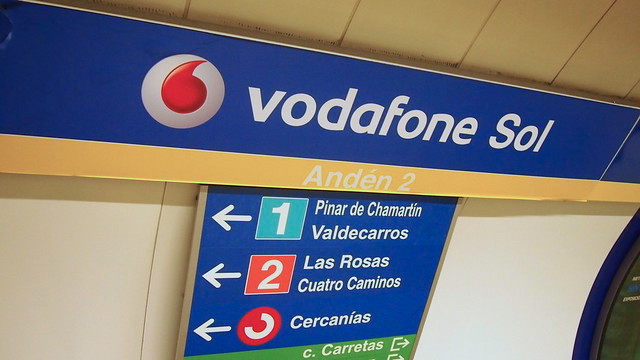 vodafone Sol
Andén 2
1 Pinar de Chamartín
Valdecarros
2 Las Rosas
Cuatro Caminos
Cercanías
c. Carretas